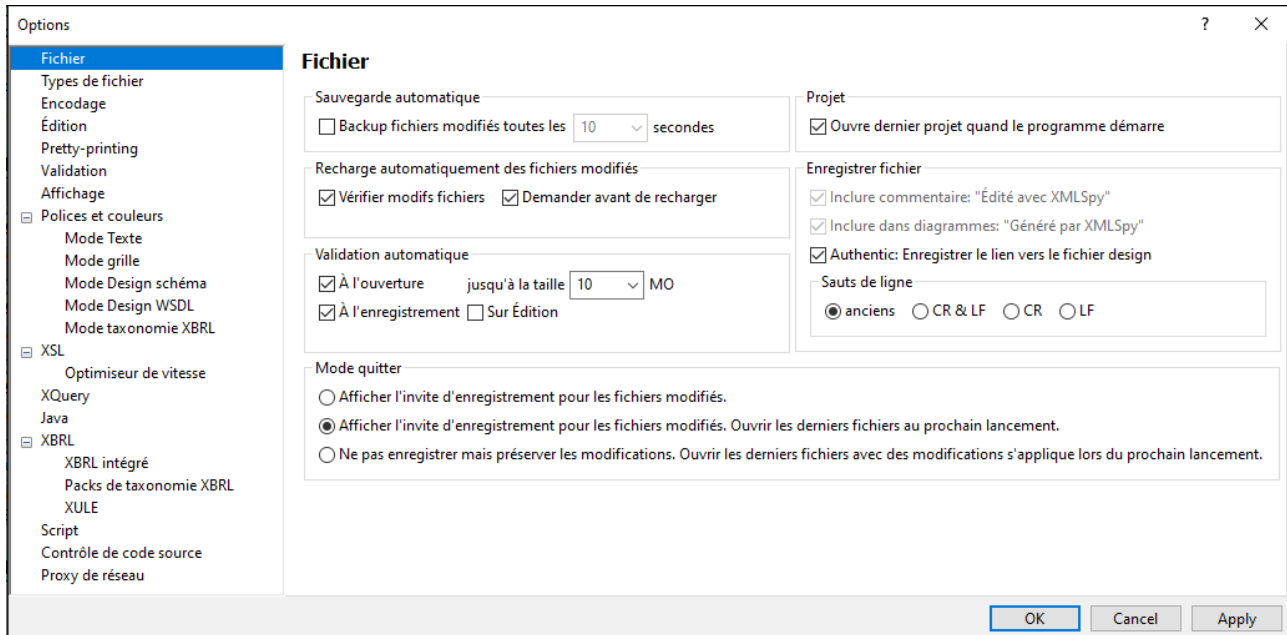 Options
?
Fichier
Types de fichier
Encodage
Édition
Pretty-printing
Validation
Affichage
Polices et couleurs
Mode Texte
Mode grille
Mode Design schéma
Mode Design WSDL
Mode taxonomie XBRL
XSL
Optimiseur de vitesse
XQuery
Java
XBRL
XBRL intégré
Packs de taxonomie XBRL
XULE
Script
Contrôle de code source
Proxy de réseau
Fichier
Sauvegarde automatique
Backup fichiers modifiés toutes les 10 secondes
Recharge automatiquement des fichiers modifiés
Vérifier modifs fichiers Demander avant de recharger
Validation automatique
À l'ouverture jusqu'à la taille 10 MO
À l'enregistrement Sur Édition
Projet
Ouvre dernier projet quand le programme démarre
Enregistrer fichier
Inclure commentaire: "Édité avec XMLSpy"
Inclure dans diagrammes: "Généré par XMLSpy"
Authentic: Enregistrer le lien vers le fichier design
Sauts de ligne
anciens CR & LF CR LF
Mode quitter
Afficher l'invite d'enregistrement pour les fichiers modifiés.
Afficher l'invite d'enregistrement pour les fichiers modifiés. Ouvrir les derniers fichiers au prochain lancement.
Ne pas enregistrer mais préserver les modifications. Ouvrir les derniers fichiers avec des modifications s'applique lors du prochain lancement.
OK Cancel Apply